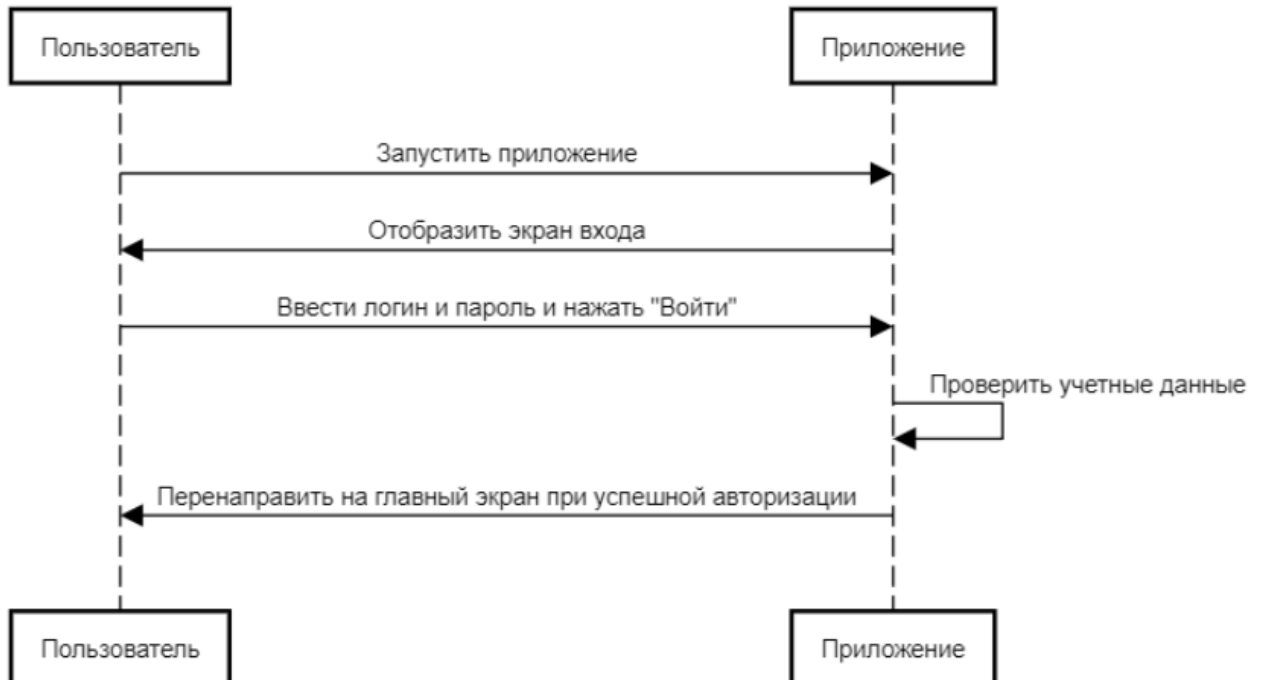 Пользователь
Приложение
Запустить приложение
Отобразить экран входа
Ввести логин и пароль и нажать "Войти"
Проверить учетные данные
Перенаправить на главный экран при успешной авторизации
Пользователь
Приложение